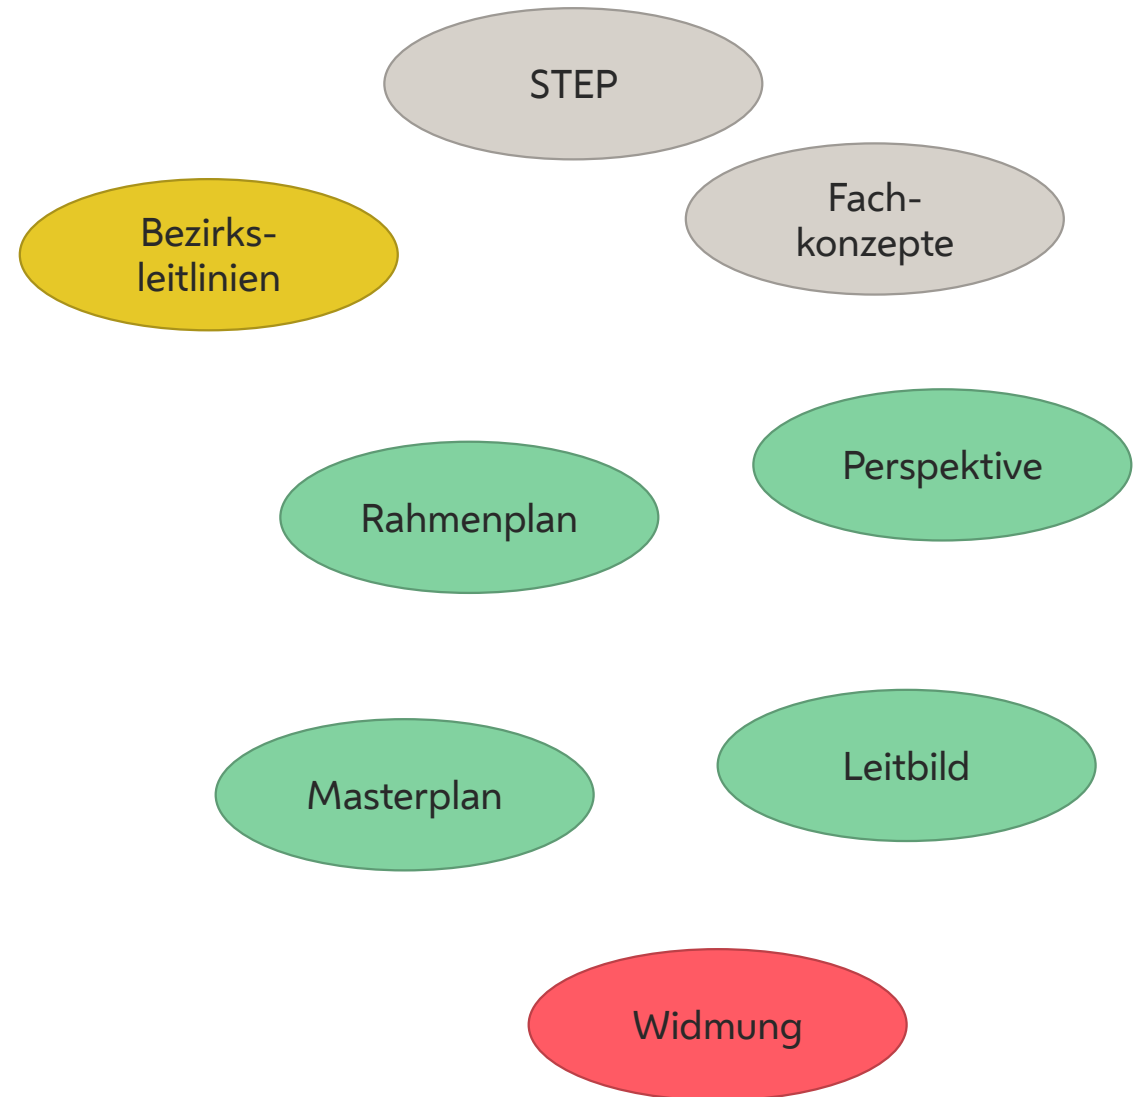 STEP
Fach-
konzepte
Bezirks-
leitlinien
Perspektive
Rahmenplan
Leitbild
Masterplan
Widmung